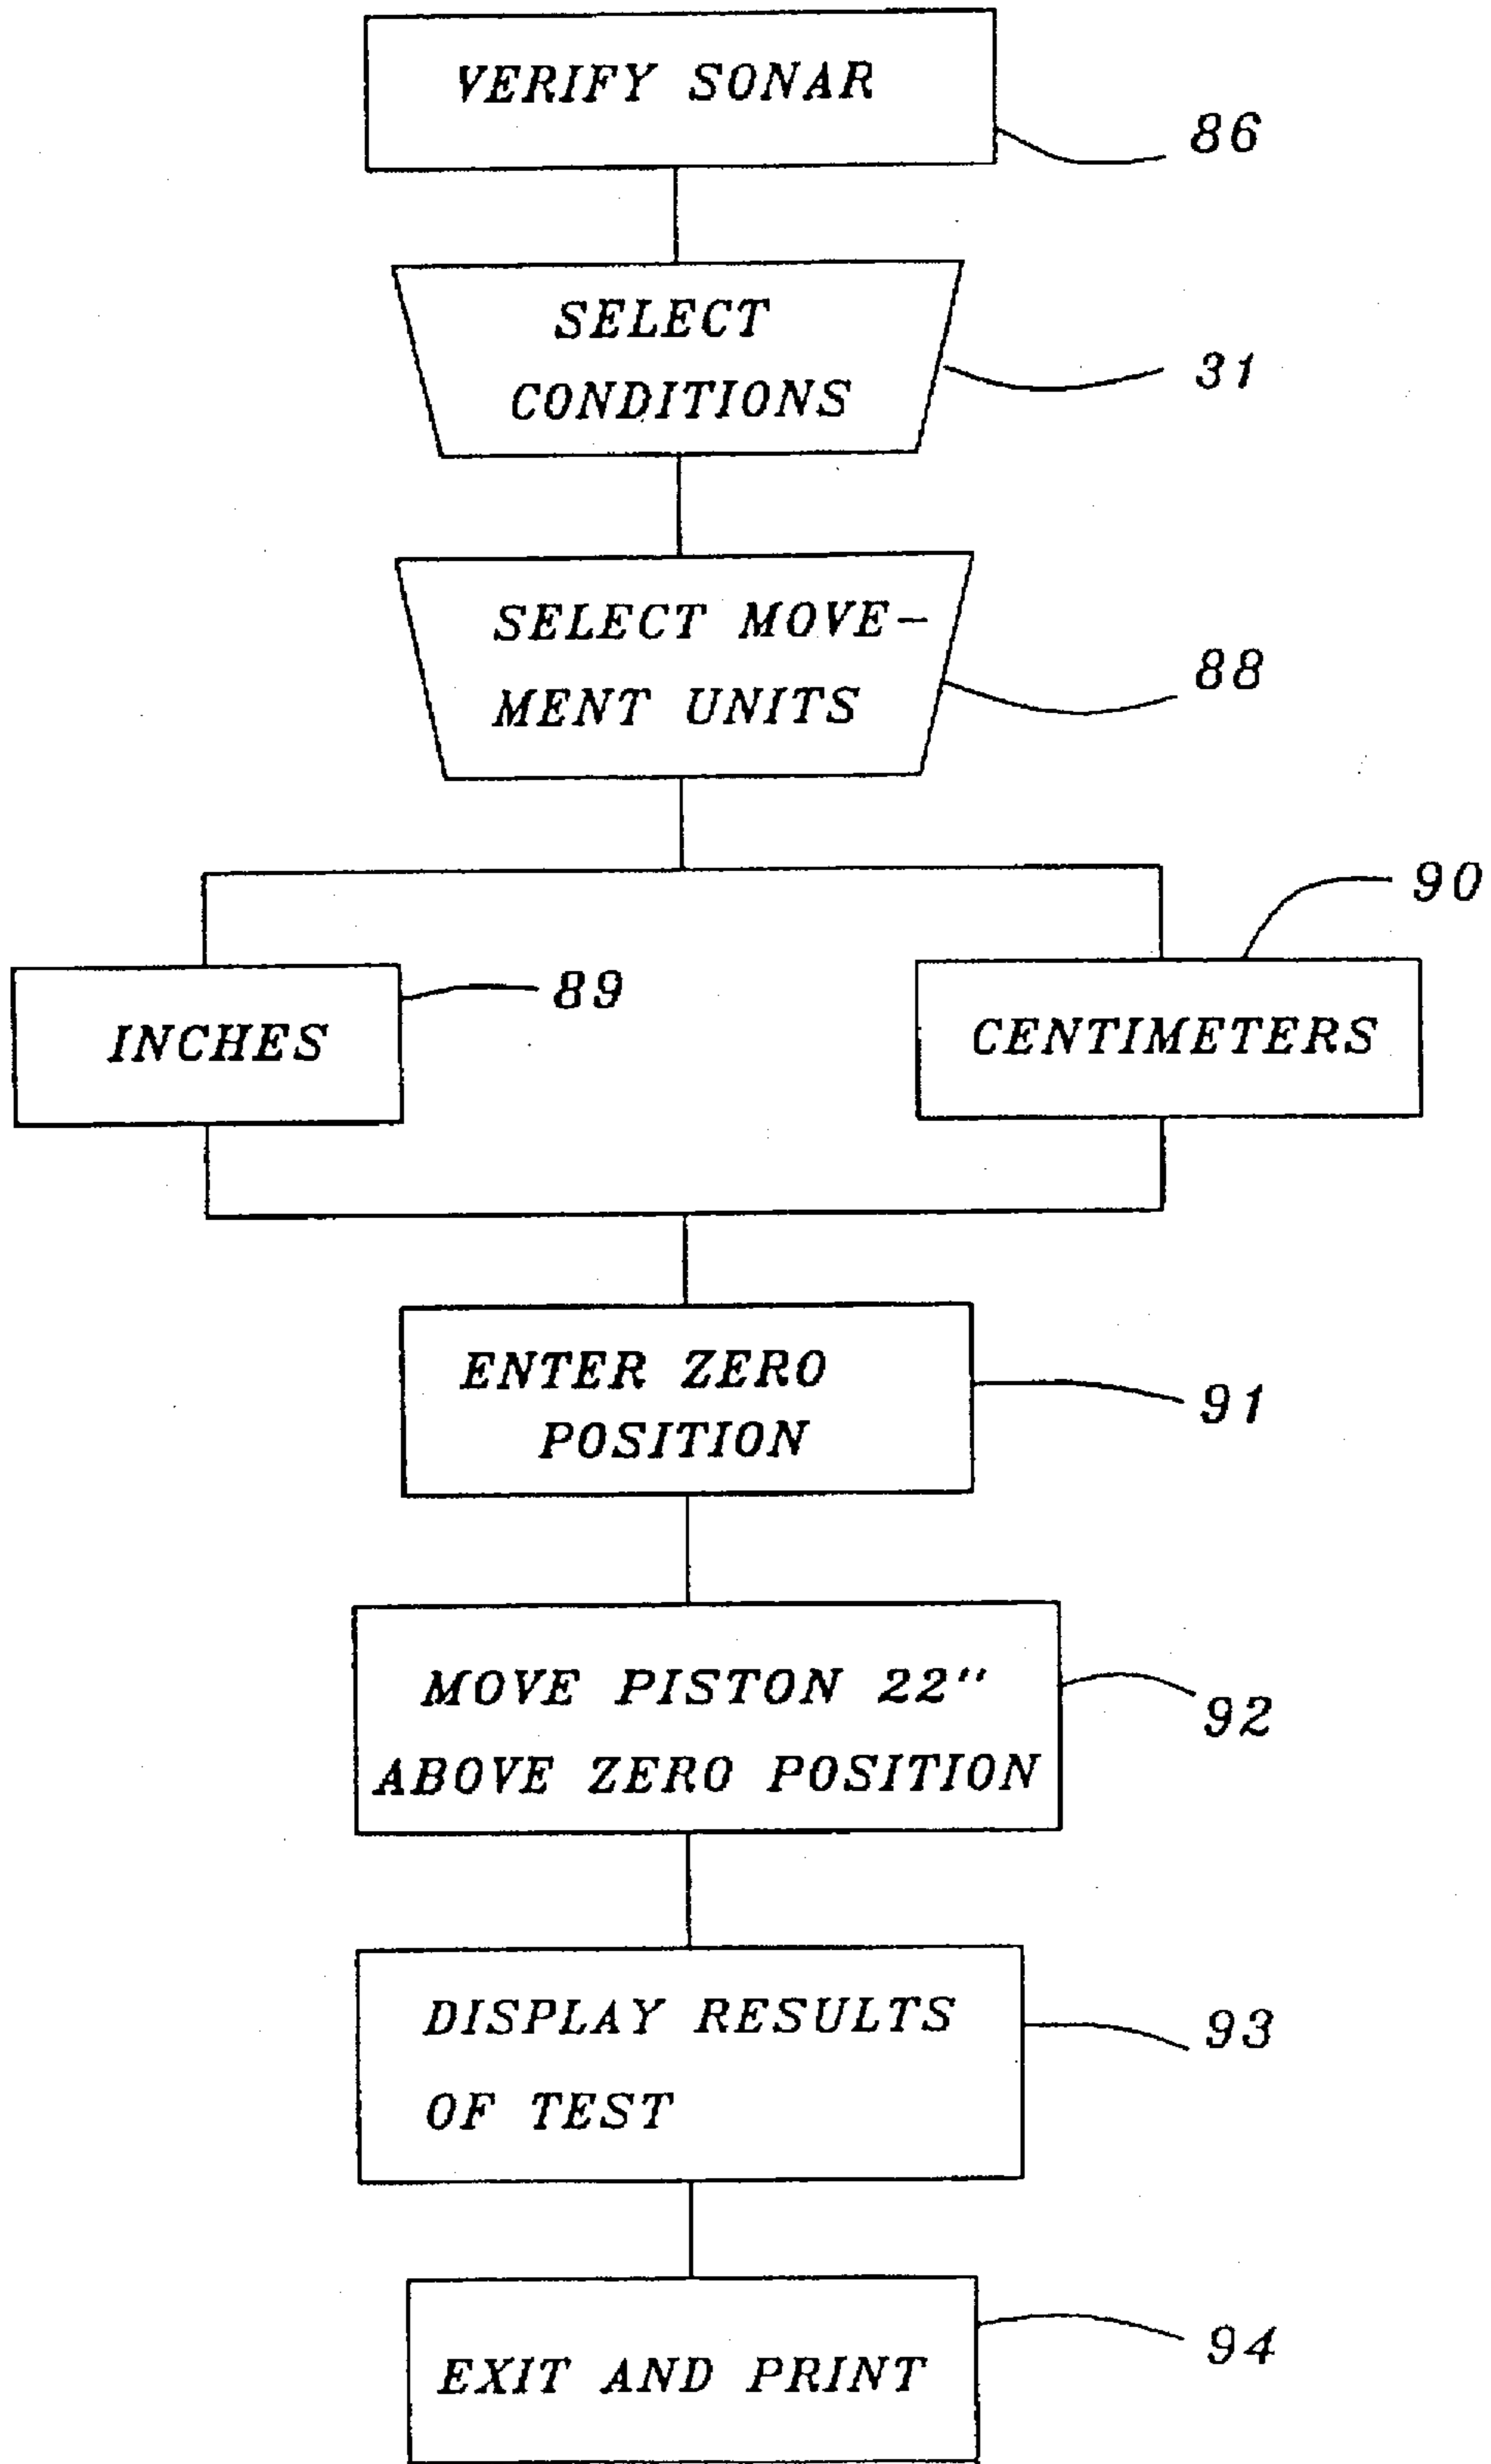 VERIFY SONAR
86
SELECT
CONDITIONS
31
SELECT MOVE-
MENT UNITS
88
90
89
INCHES
CENTIMETERS
ENTER ZERO
POSITION
91
MOVE PISTON 22"
ABOVE ZERO POSITION
92
DISPLAY RESULTS
OF TEST
93
EXIT AND PRINT
94